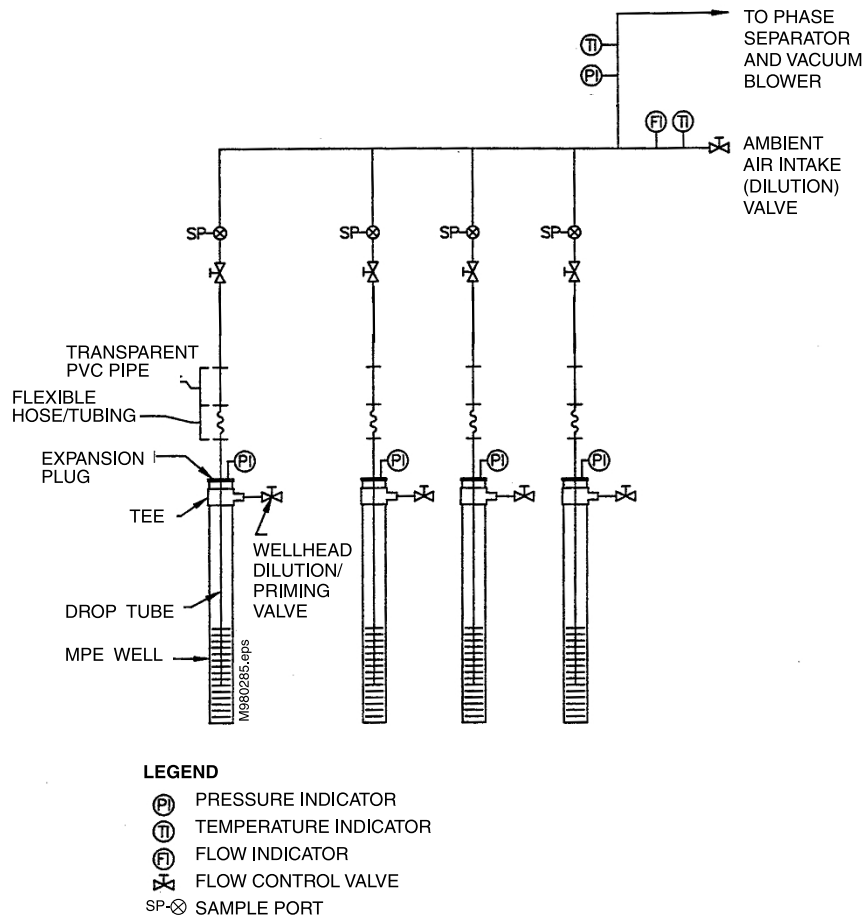 TO PHASE
SEPARATOR
AND VACUUM
BLOWER
TI
PI
FI TI
AMBIENT
AIR INTAKE
(DILUTION)
VALVE
SP SP SP SP
TRANSPARENT
PVC PIPE
FLEXIBLE
HOSE/TUBING
EXPANSION
PLUG
PI PI PI PI
TEE
WELLHEAD
DILUTION/
PRIMING
VALVE
DROP TUBE
MPE WELL
M980285.eps
LEGEND
PI PRESSURE INDICATOR
TI TEMPERATURE INDICATOR
FI FLOW INDICATOR
FLOW CONTROL VALVE
SP- SAMPLE PORT